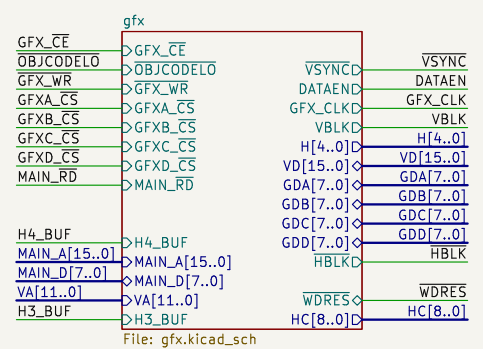 gfx
GFX_CE GFX_CE
OBJCODELO OBJCODELO VSYNC VSYNC
GFX_WR GFX_WR DATAEN DATAEN
GFXA_CS GFXA_CS GFX_CLK GFX_CLK
GFXB_CS GFXB_CS VBLK VBLK
GFXC_CS GFXC_CS H[4..0] H[4..0]
GFXD_CS GFXD_CS VD[15..0] VD[15..0]
MAIN_RD MAIN_RD GDA[7..0] GDA[7..0]
GDB[7..0] GDB[7..0]
GDC[7..0] GDC[7..0]
H4_BUF H4_BUF GDD[7..0] GDD[7..0]
MAIN_A[15..0] MAIN_A[15..0] HBLK HBLK
MAIN_D[7..0] MAIN_D[7..0]
VA[11..0] VA[11..0] WDRES WDRES
H3_BUF H3_BUF HC[8..0] HC[8..0]
File: gfx.kicad_sch